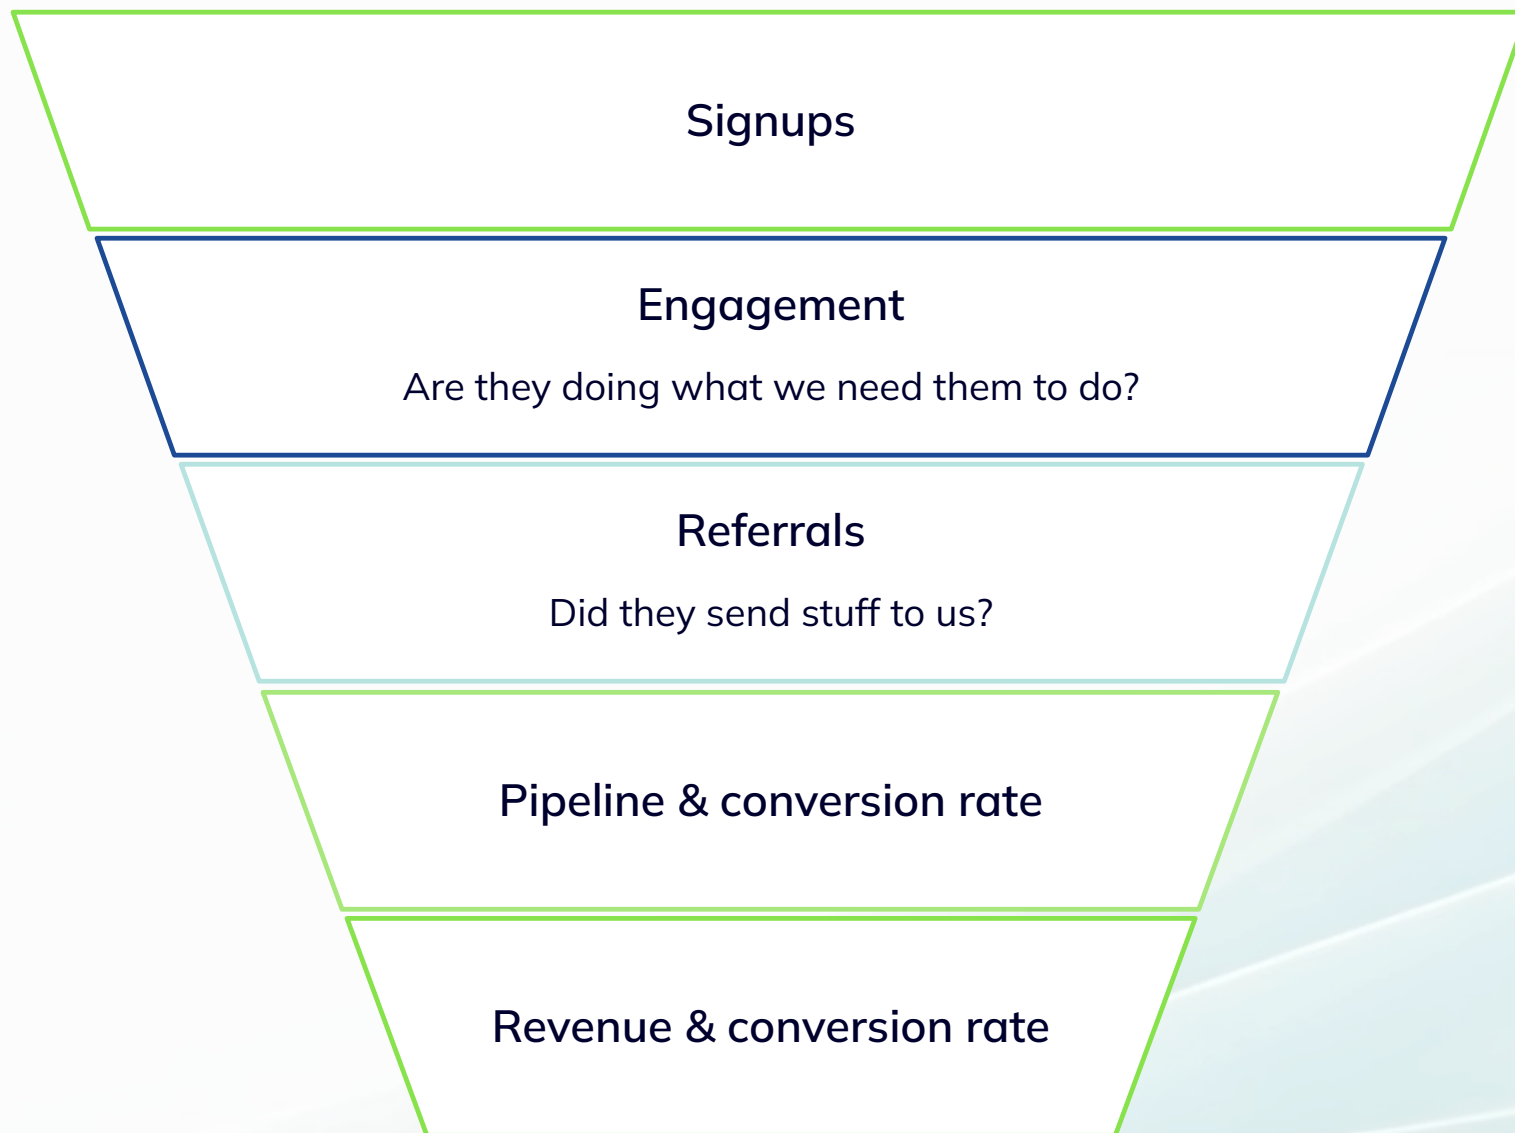 Signups
Engagement
Are they doing what we need them to do?
Referrals
Did they send stuff to us?
Pipeline & conversion rate
Revenue & conversion rate